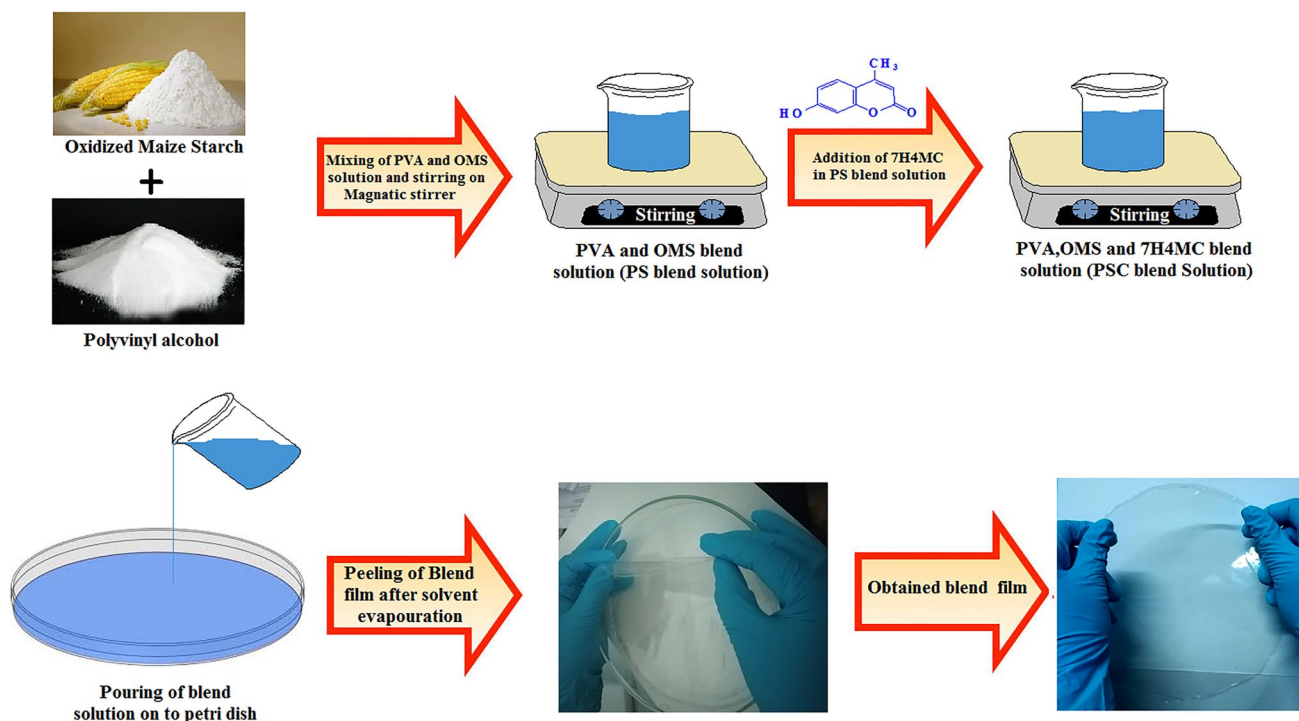 Oxidized Maize Starch
+
Polyvinyl alcohol
Mixing of PVA and OMS
solution and stirring on
Magnatic stirrer
Stirring
PVA and OMS blend
solution (PS blend solution)
CH3
HO
O
O
Addition of 7H4MC
in PS blend solution
Stirring
PVA,OMS and 7H4MC blend
solution (PSC blend Solution)
Pouring of blend
solution on to petri dish
Peeling of Blend
film after solvent
evapouration
Obtained blend film